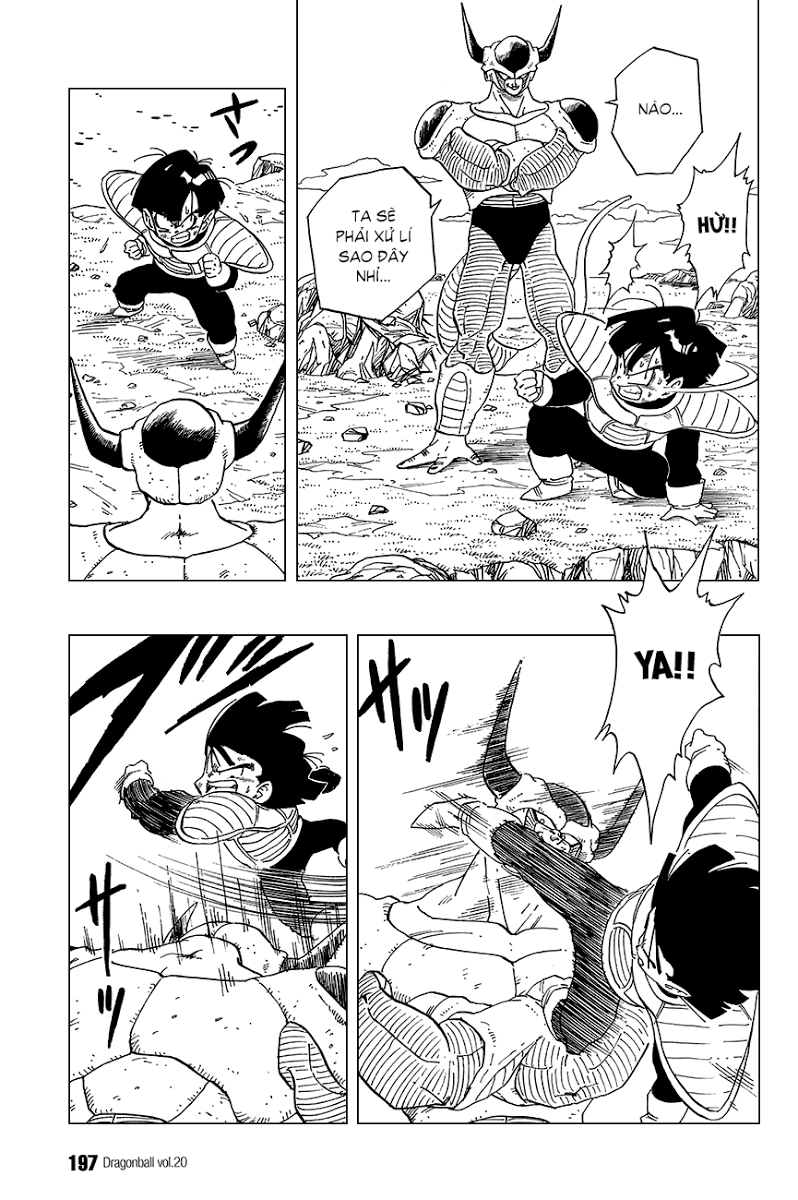 NÀO...
HỪ!!
TA SẼ
PHẢI XỬ LÍ
SAO ĐÂY
NHỈ...
YA!!
197 Dragonball vol.20